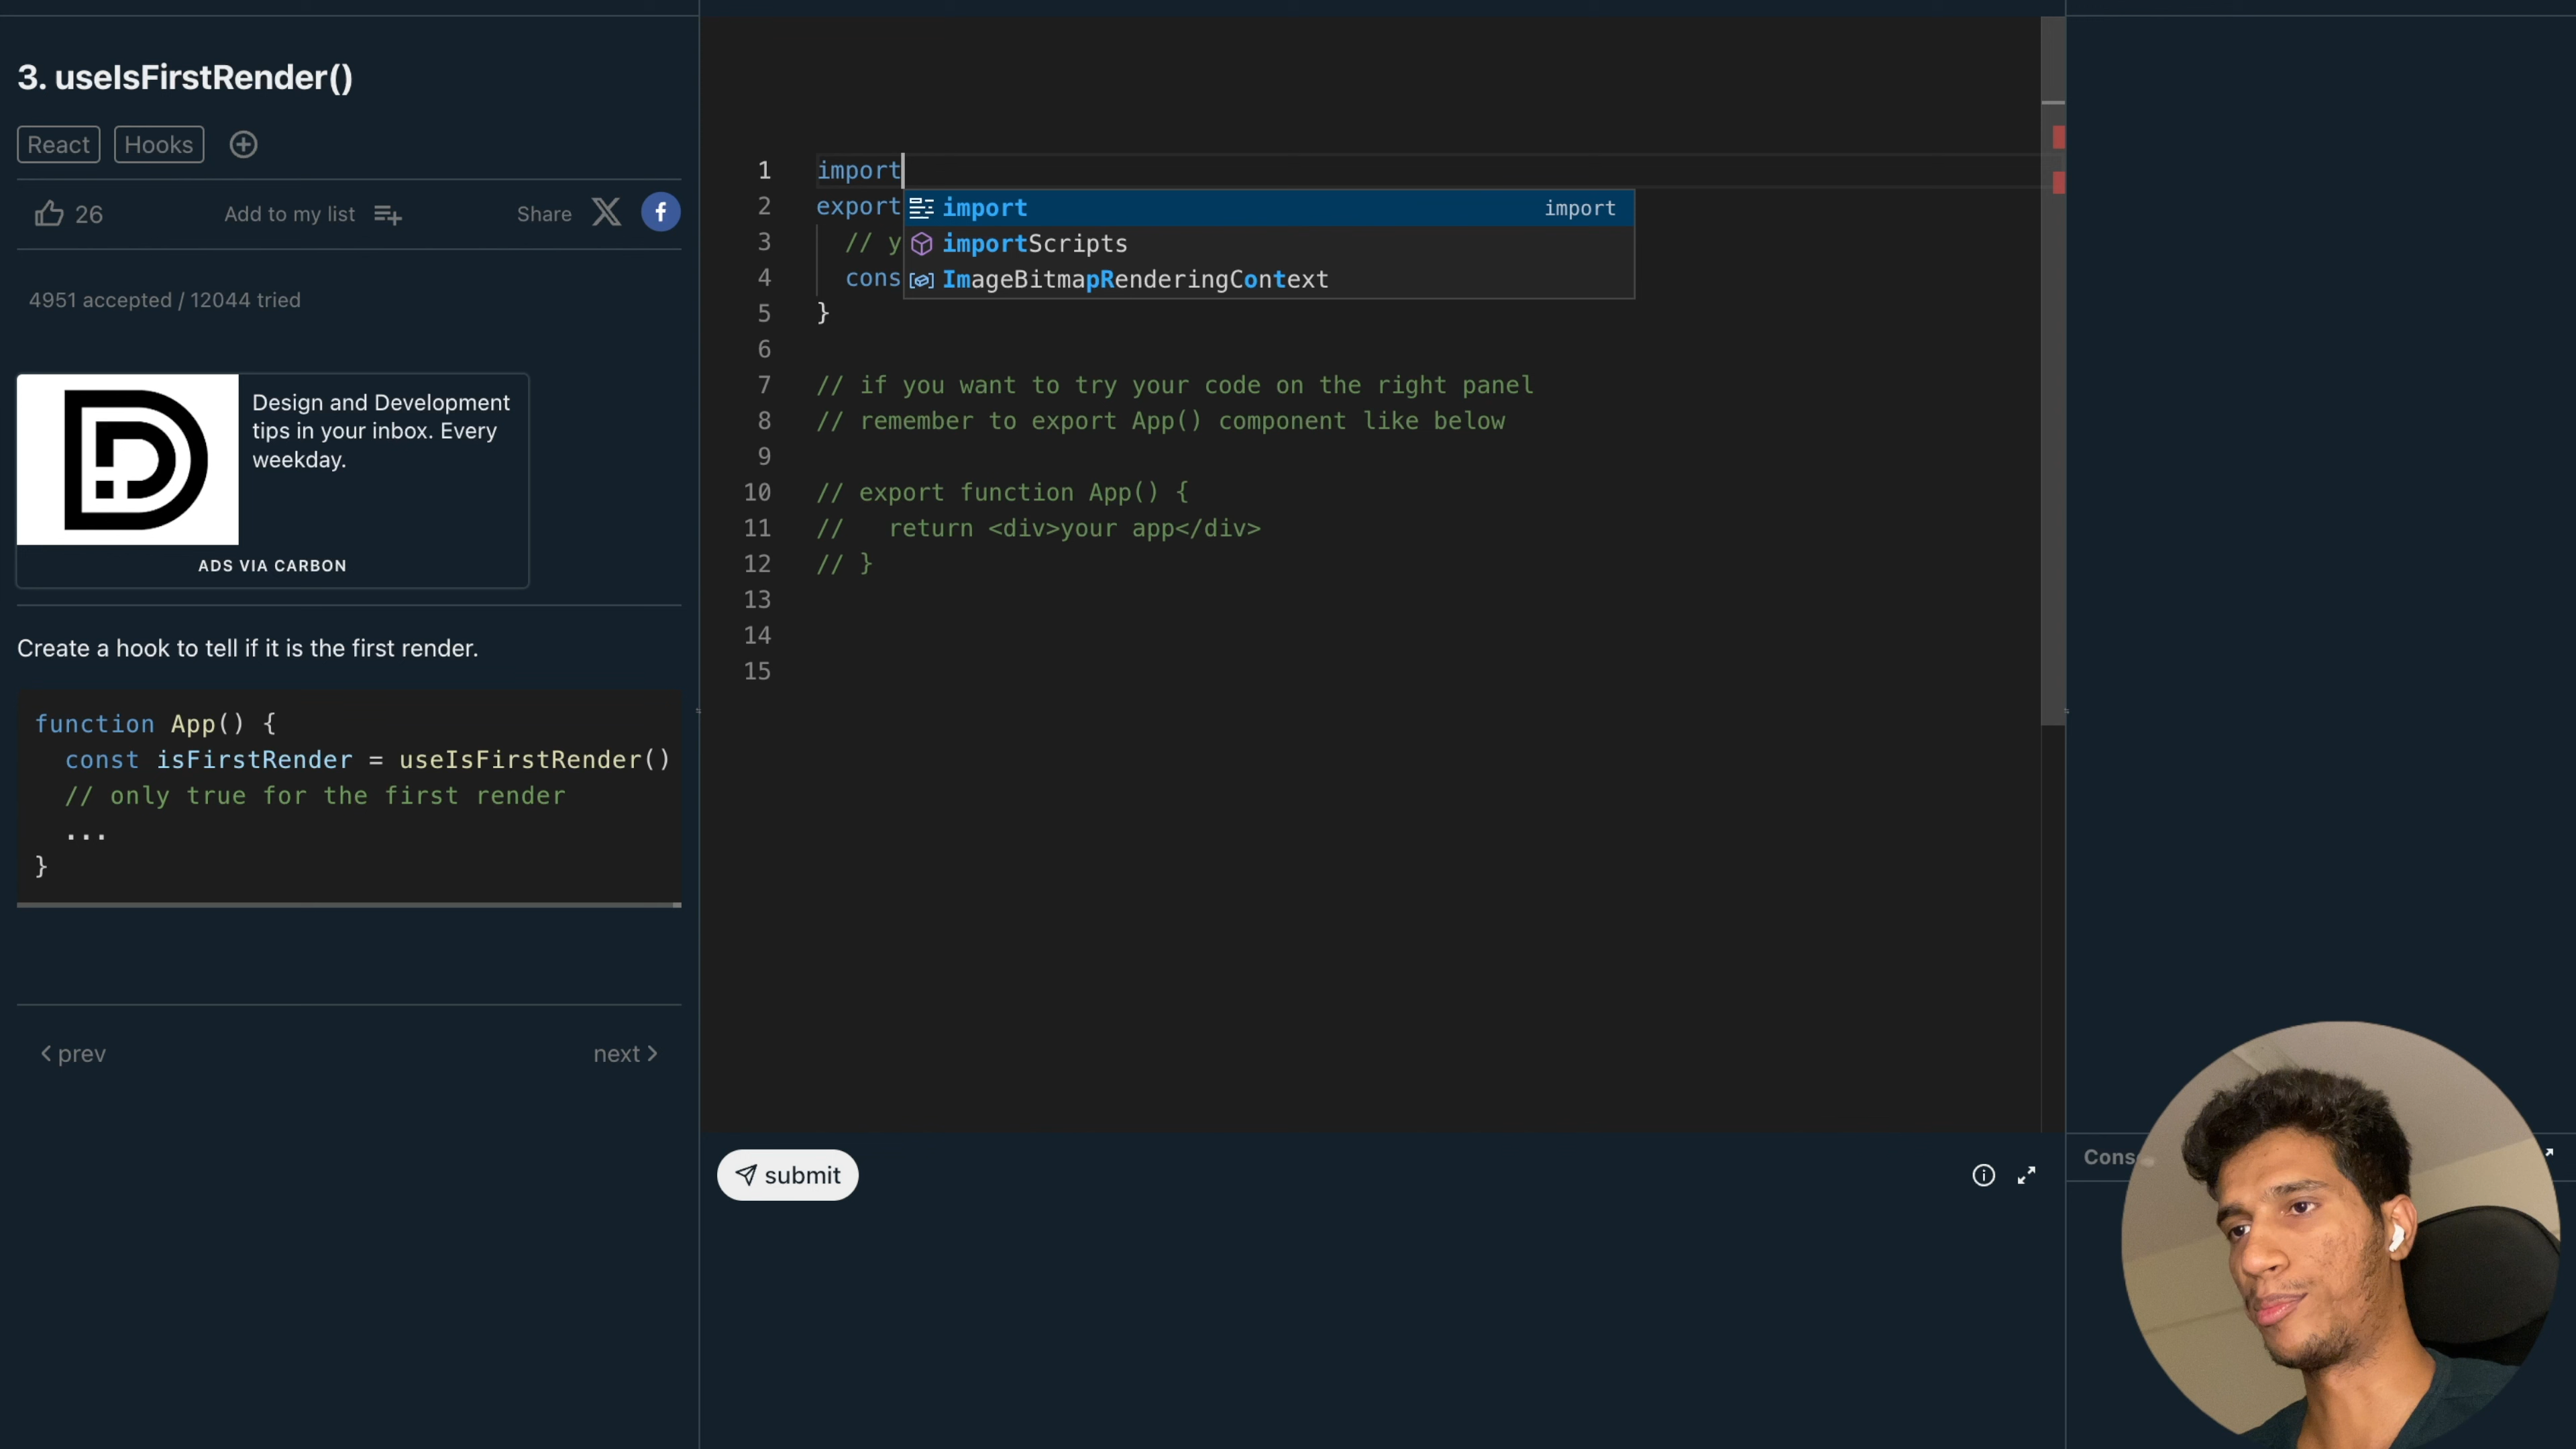 3. useIsFirstRender()
React
Hooks
26
Add to my list
Share
4951 accepted / 12044 tried
Design and Development
tips in your inbox. Every
weekday.
ADS VIA CARBON
Create a hook to tell if it is the first render.
function App() {
const isFirstRender = useIsFirstRender()
// only true for the first render
...
}
prev
next
1 import
2 export
3 // y
4 cons
5 }
import import
importScripts
ImageBitmapRenderingContext
6
7 // if you want to try your code on the right panel
8 // remember to export App() component like below
9
10 // export function App() {
11 // return <div>your app</div>
12 // }
13
14
15
submit
Cons